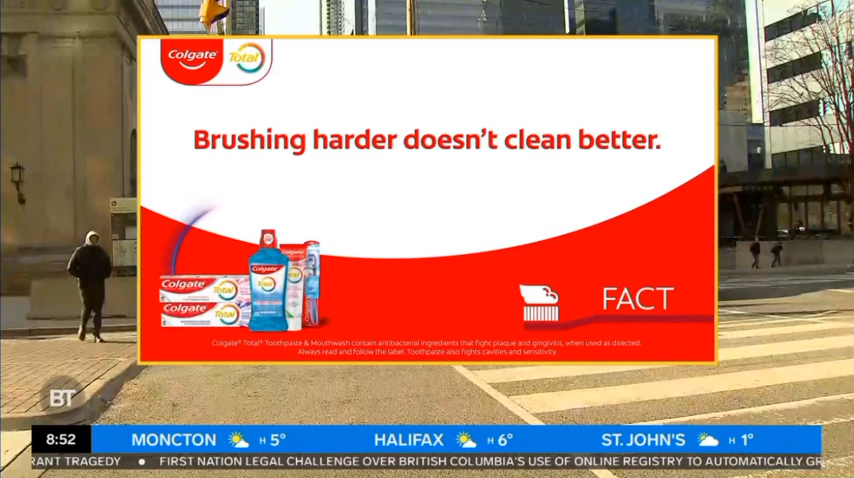 Colgate Total
Brushing harder doesn't clean better.
Colgate
Total
Colgate
Total
Colgate
Total
Colgate
FACT
Colgate® Total® Toothpaste & Mouthwash contain antibacterial ingredients that fight plaque and gingivitis, when used as directed.
Always read and follow the label. Toothpaste also fights cavities and sensitivity.
BT
8:52 MONCTON H 5° HALIFAX H 6° ST. JOHN'S H 1°
RANT TRAGEDY • FIRST NATION LEGAL CHALLENGE OVER BRITISH COLUMBIA'S USE OF ONLINE REGISTRY TO AUTOMATICALLY GR